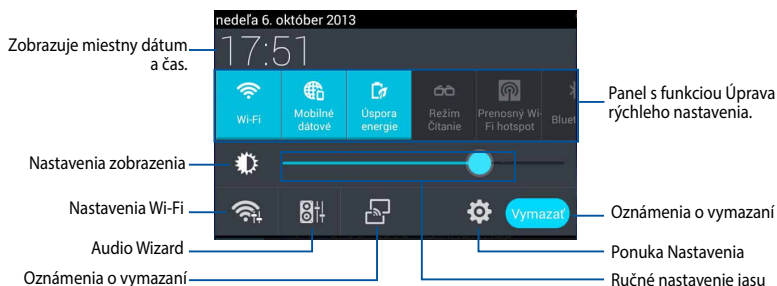 nedeľa 6. október 2013
Zobrazuje miestny dátum
a čas.
17:51
Wi-Fi
Mobilné
dátové
Úspora
energie
Režim
Čítanie
Prenosný Wi-
Fi hotspot
Bluet
Panel s funkciou Úprava
rýchleho nastavenia.
Nastavenia zobrazenia
Nastavenia Wi-Fi
Vymazať
Oznámenia o vymazaní
Audio Wizard
Ponuka Nastavenia
Oznámenia o vymazaní
Ručné nastavenie jasu